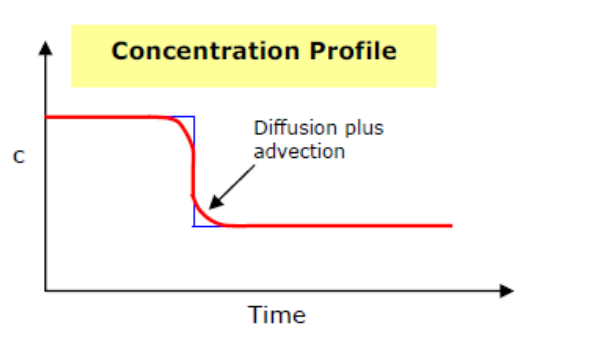 Concentration Profile
Diffusion plus
advection
c
Time